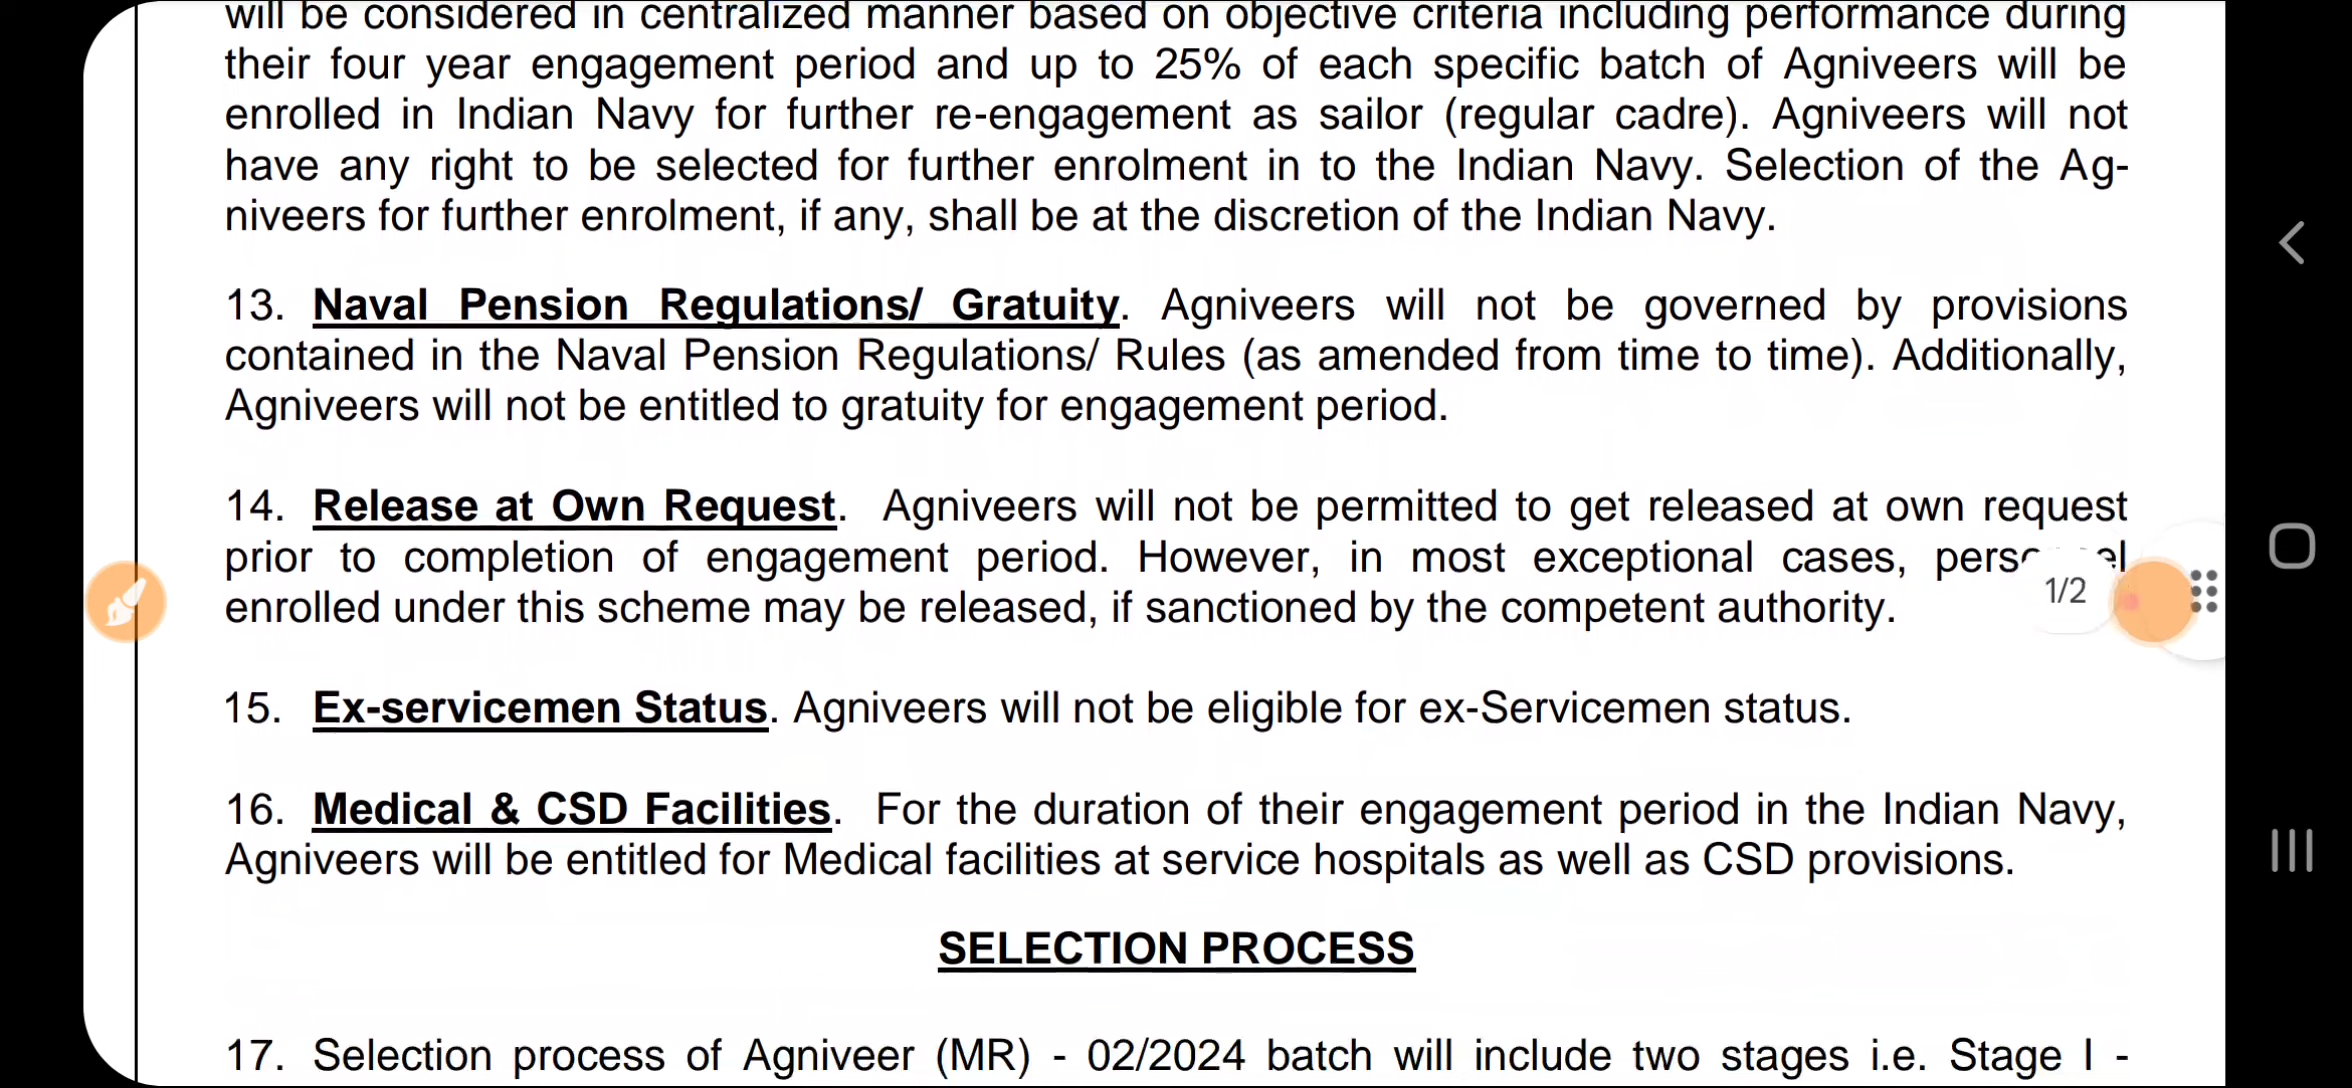 will be considered in centralized manner based on objective criteria including performance during
their four year engagement period and up to 25% of each specific batch of Agniveers will be
enrolled in Indian Navy for further re-engagement as sailor (regular cadre). Agniveers will not
have any right to be selected for further enrolment in to the Indian Navy. Selection of the Ag-
niveers for further enrolment, if any, shall be at the discretion of the Indian Navy.
13. Naval Pension Regulations/ Gratuity. Agniveers will not be governed by provisions
contained in the Naval Pension Regulations/ Rules (as amended from time to time). Additionally,
Agniveers will not be entitled to gratuity for engagement period.
14. Release at Own Request. Agniveers will not be permitted to get released at own request
prior to completion of engagement period. However, in most exceptional cases,
enrolled under this scheme may be released, if sanctioned by the competent authority.
1/2
15. Ex-servicemen Status. Agniveers will not be eligible for ex-Servicemen status.
16. Medical & CSD Facilities. For the duration of their engagement period in the Indian Navy,
Agniveers will be entitled for Medical facilities at service hospitals as well as CSD provisions.
SELECTION PROCESS
17. Selection process of Agniveer (MR) - 02/2024 batch will include two stages i.e. Stage I -